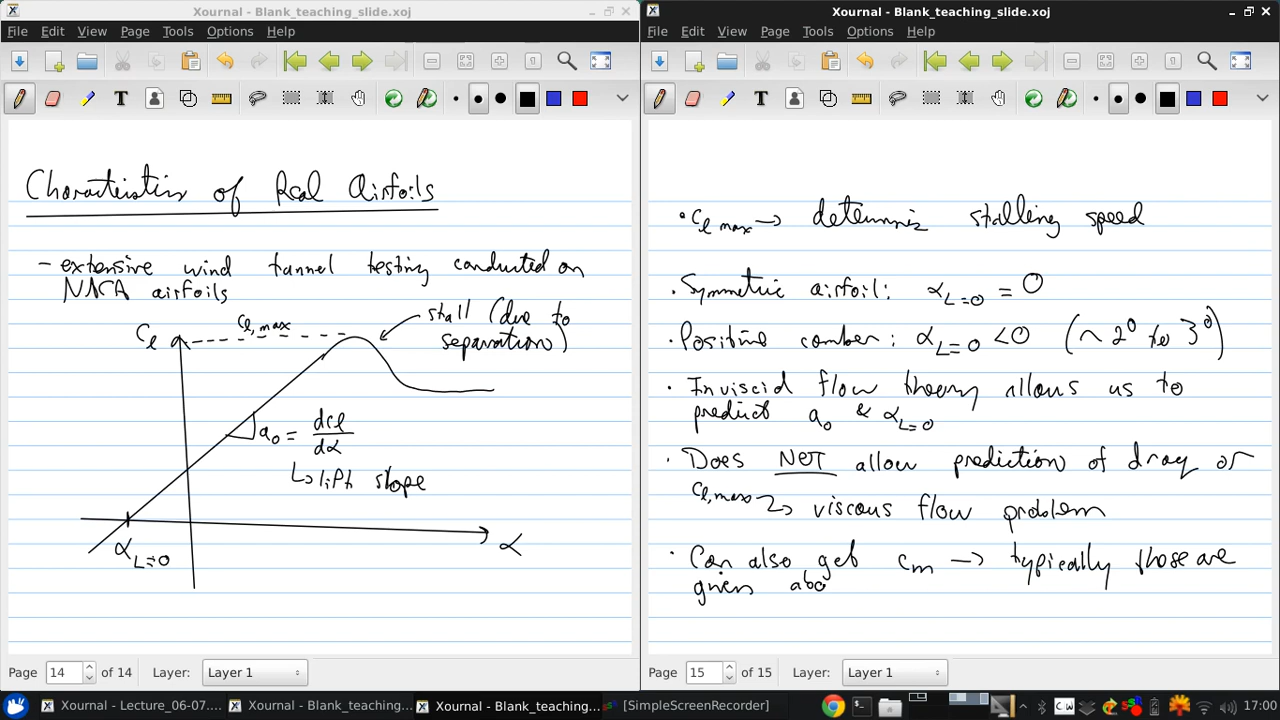 Xournal - Blank_teaching_slide.xoj
File Edit View Page Tools Options Help
Characteristics of Real Airfoils
- extensive wind tunnel testing conducted on
NACA airfoils
Cl
Cl,max
stall (due to
separation)
a0 = dCl/dα
↳ lift slope
αL=0
α
Page 14 of 14 Layer: Layer 1
Xournal - Blank_teaching_slide.xoj
File Edit View Page Tools Options Help
• Cl max → determines stalling speed
• Symmetric airfoil: αL=0 = 0
• Positive camber: αL=0 < 0 (~ 2° to 3°)
• Inviscid flow theory allows us to
predict a0 & αL=0
• Does NOT allow prediction of drag or
Cl,max → viscous flow problem
• Can also get cm → typically those are
given abo
Page 15 of 15 Layer: Layer 1
Xournal - Lecture_06-07.... Xournal - Blank_teaching... Xournal - Blank_teaching... [SimpleScreenRecorder] 17:00